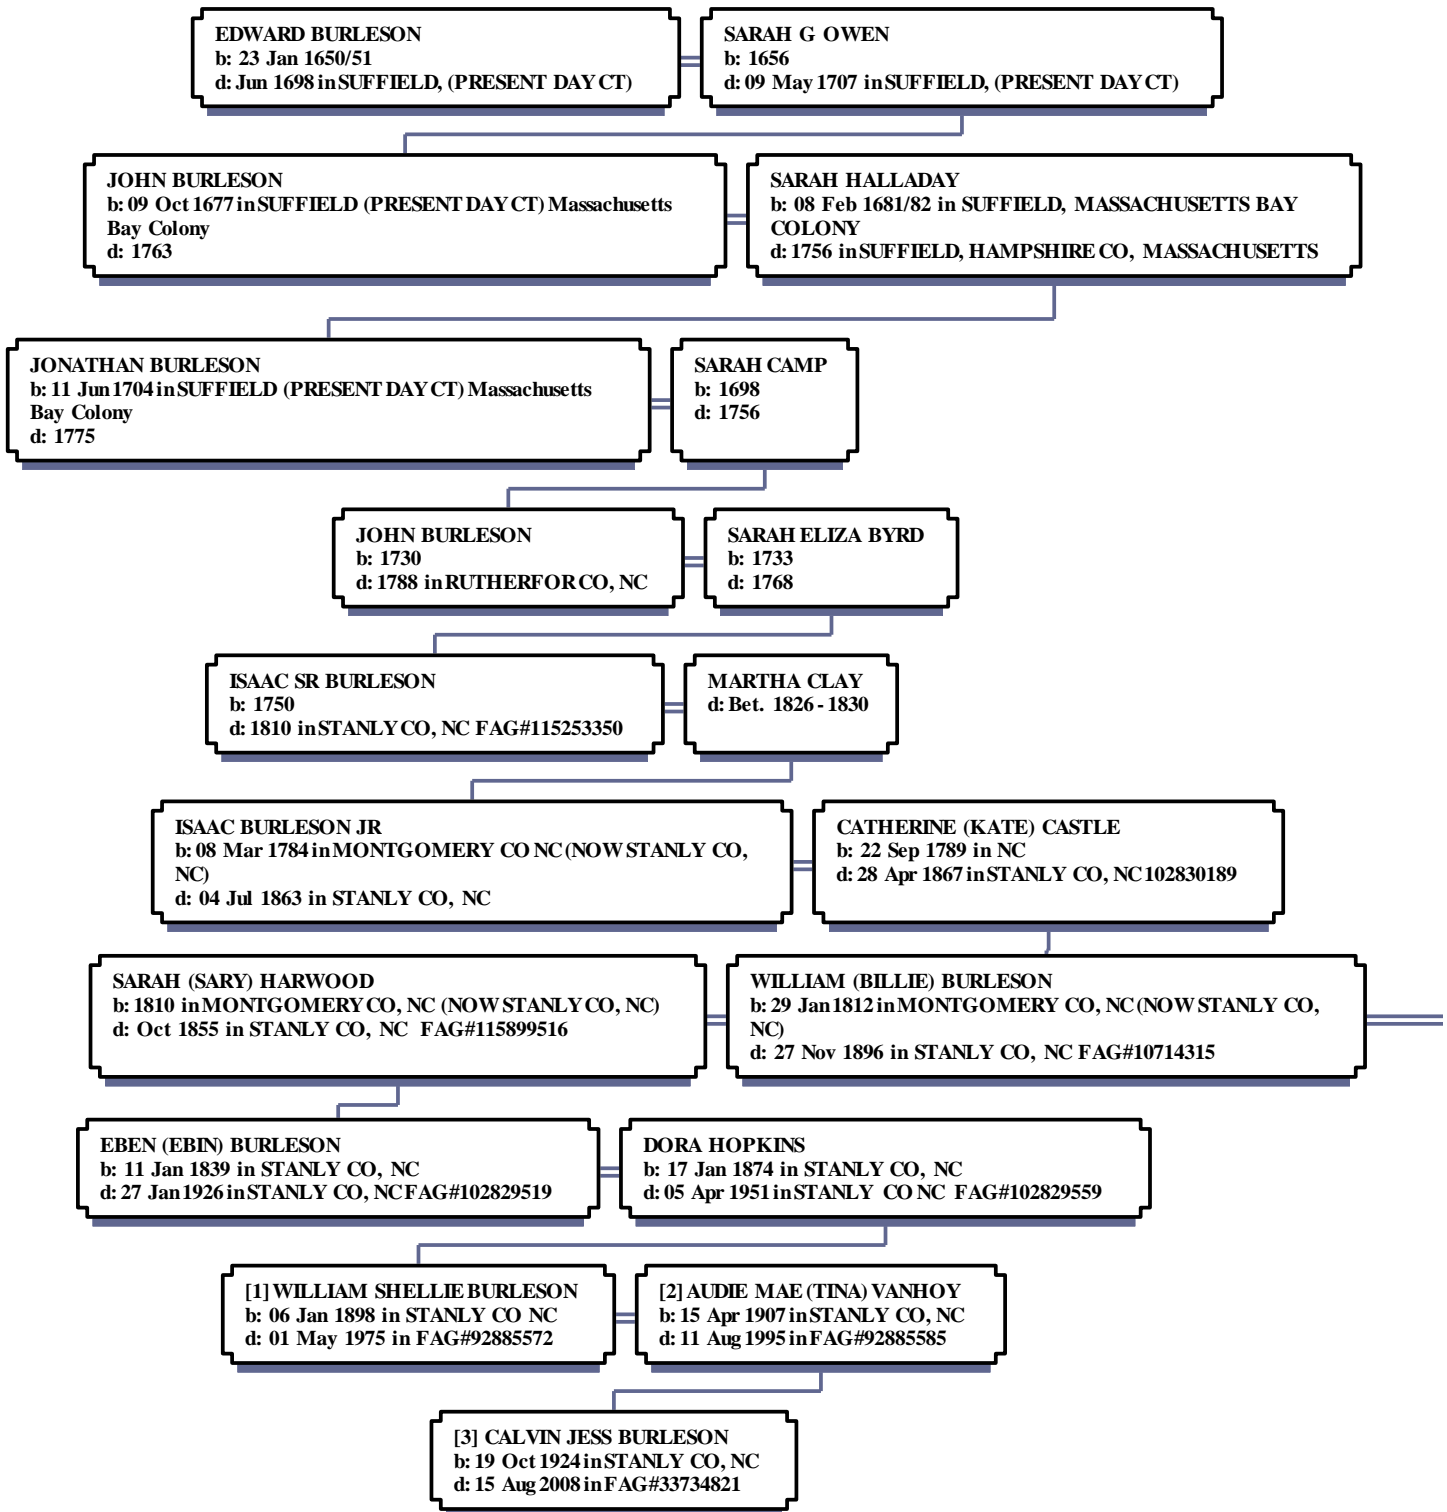 EDWARD BURLESON
b: 23 Jan 1650/51
d: Jun 1698 in SUFFIELD, (PRESENT DAY CT)
SARAH G OWEN
b: 1656
d: 09 May 1707 in SUFFIELD, (PRESENT DAY CT)
JOHN BURLESON
b: 09 Oct 1677 in SUFFIELD (PRESENT DAY CT) Massachusetts
Bay Colony
d: 1763
SARAH HALLADAY
b: 08 Feb 1681/82 in SUFFIELD, MASSACHUSETTS BAY
COLONY
d: 1756 in SUFFIELD, HAMPSHIRE CO, MASSACHUSETTS
JONATHAN BURLESON
b: 11 Jun 1704 in SUFFIELD (PRESENT DAY CT) Massachusetts
Bay Colony
d: 1775
SARAH CAMP
b: 1698
d: 1756
JOHN BURLESON
b: 1730
d: 1788 in RUTHERFOR CO, NC
SARAH ELIZA BYRD
b: 1733
d: 1768
ISAAC SR BURLESON
b: 1750
d: 1810 in STANLY CO, NC FAG#115253350
MARTHA CLAY
d: Bet. 1826 - 1830
ISAAC BURLESON JR
b: 08 Mar 1784 in MONTGOMERY CO NC (NOW STANLY CO,
NC)
d: 04 Jul 1863 in STANLY CO, NC
CATHERINE (KATE) CASTLE
b: 22 Sep 1789 in NC
d: 28 Apr 1867 in STANLY CO, NC 102830189
SARAH (SARY) HARWOOD
b: 1810 in MONTGOMERY CO, NC (NOW STANLY CO, NC)
d: Oct 1855 in STANLY CO, NC FAG#115899516
WILLIAM (BILLIE) BURLESON
b: 29 Jan 1812 in MONTGOMERY CO, NC (NOW STANLY CO,
NC)
d: 27 Nov 1896 in STANLY CO, NC FAG#10714315
EBEN (EBIN) BURLESON
b: 11 Jan 1839 in STANLY CO, NC
d: 27 Jan 1926 in STANLY CO, NC FAG#102829519
DORA HOPKINS
b: 17 Jan 1874 in STANLY CO, NC
d: 05 Apr 1951 in STANLY CO NC FAG#102829559
[1] WILLIAM SHELLIE BURLESON
b: 06 Jan 1898 in STANLY CO NC
d: 01 May 1975 in FAG#92885572
[2] AUDIE MAE (TINA) VANHOY
b: 15 Apr 1907 in STANLY CO, NC
d: 11 Aug 1995 in FAG#92885585
[3] CALVIN JESS BURLESON
b: 19 Oct 1924 in STANLY CO, NC
d: 15 Aug 2008 in FAG#33734821